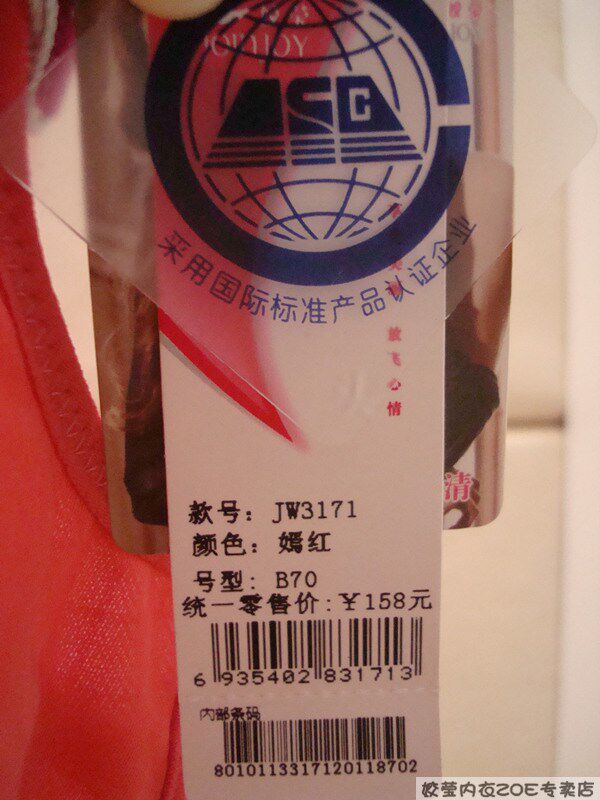 JOY
ASC
采用国际标准产品认证企业
放飞心情
清
款号: JW3171
颜色: 嫣红
号型: B70
统一零售价:¥158元
6 935402 831713
内部条码
8010113317120118702
姣莹内衣ZOE专卖店